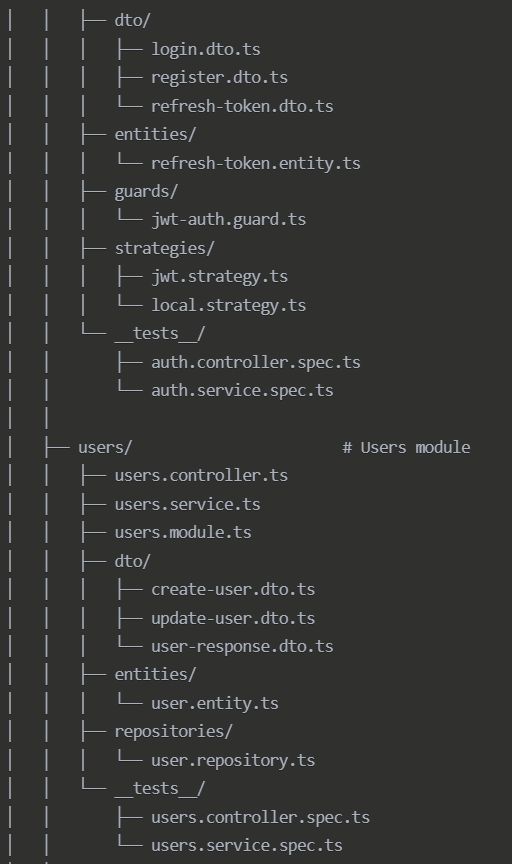 │   │   ├── dto/
│   │   │   ├── login.dto.ts
│   │   │   ├── register.dto.ts
│   │   │   └── refresh-token.dto.ts
│   │   ├── entities/
│   │   │   └── refresh-token.entity.ts
│   │   ├── guards/
│   │   │   └── jwt-auth.guard.ts
│   │   ├── strategies/
│   │   │   ├── jwt.strategy.ts
│   │   │   └── local.strategy.ts
│   │   └── __tests__/
│   │       ├── auth.controller.spec.ts
│   │       └── auth.service.spec.ts
│   │
│   ├── users/                       # Users module
│   │   ├── users.controller.ts
│   │   ├── users.service.ts
│   │   ├── users.module.ts
│   │   ├── dto/
│   │   │   ├── create-user.dto.ts
│   │   │   ├── update-user.dto.ts
│   │   │   └── user-response.dto.ts
│   │   ├── entities/
│   │   │   └── user.entity.ts
│   │   ├── repositories/
│   │   │   └── user.repository.ts
│   │   └── __tests__/
│   │       ├── users.controller.spec.ts
│   │       └── users.service.spec.ts